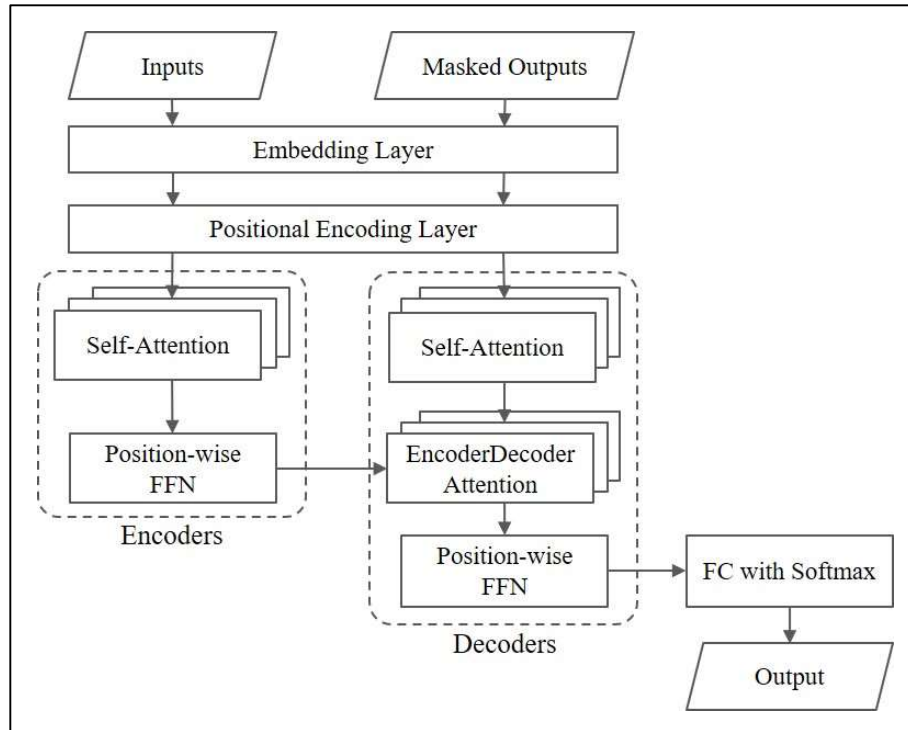 Inputs
Masked Outputs
Embedding Layer
Positional Encoding Layer
Self-Attention
Position-wise
FFN
Encoders
Self-Attention
EncoderDecoder
Attention
Position-wise
FFN
Decoders
FC with Softmax
Output